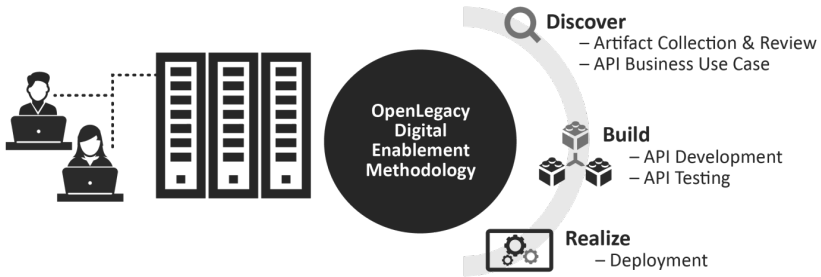 OpenLegacy
Digital
Enablement
Methodology
Discover
– Artifact Collection & Review
– API Business Use Case
Build
– API Development
– API Testing
Realize
– Deployment